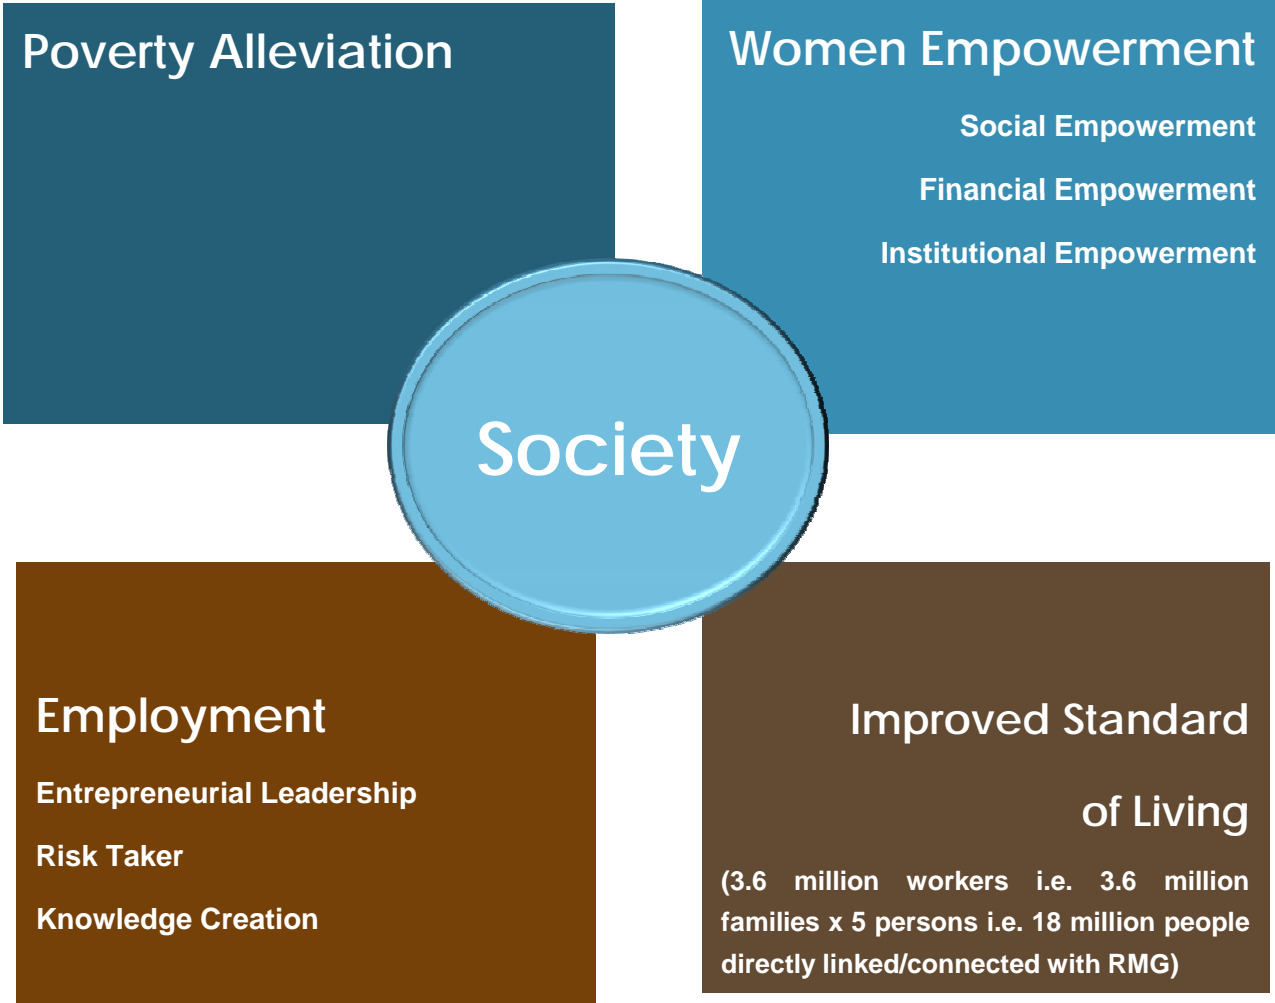 Poverty Alleviation
Women Empowerment
Social Empowerment
Financial Empowerment
Institutional Empowerment
Society
Employment
Entrepreneurial Leadership
Risk Taker
Knowledge Creation
Improved Standard
of Living
(3.6 million workers i.e. 3.6 million
families x 5 persons i.e. 18 million people
directly linked/connected with RMG)